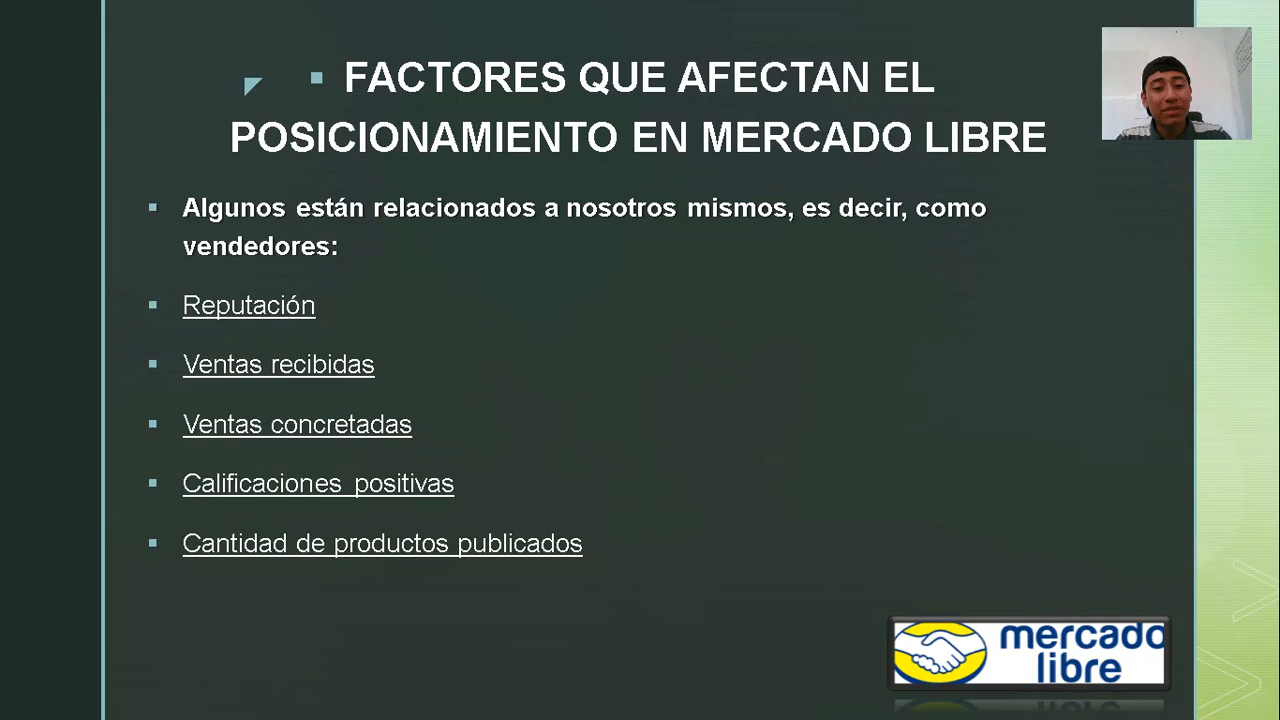 FACTORES QUE AFECTAN EL
POSICIONAMIENTO EN MERCADO LIBRE
Algunos están relacionados a nosotros mismos, es decir, como
vendedores:
Reputación
Ventas recibidas
Ventas concretadas
Calificaciones positivas
Cantidad de productos publicados
mercado
libre